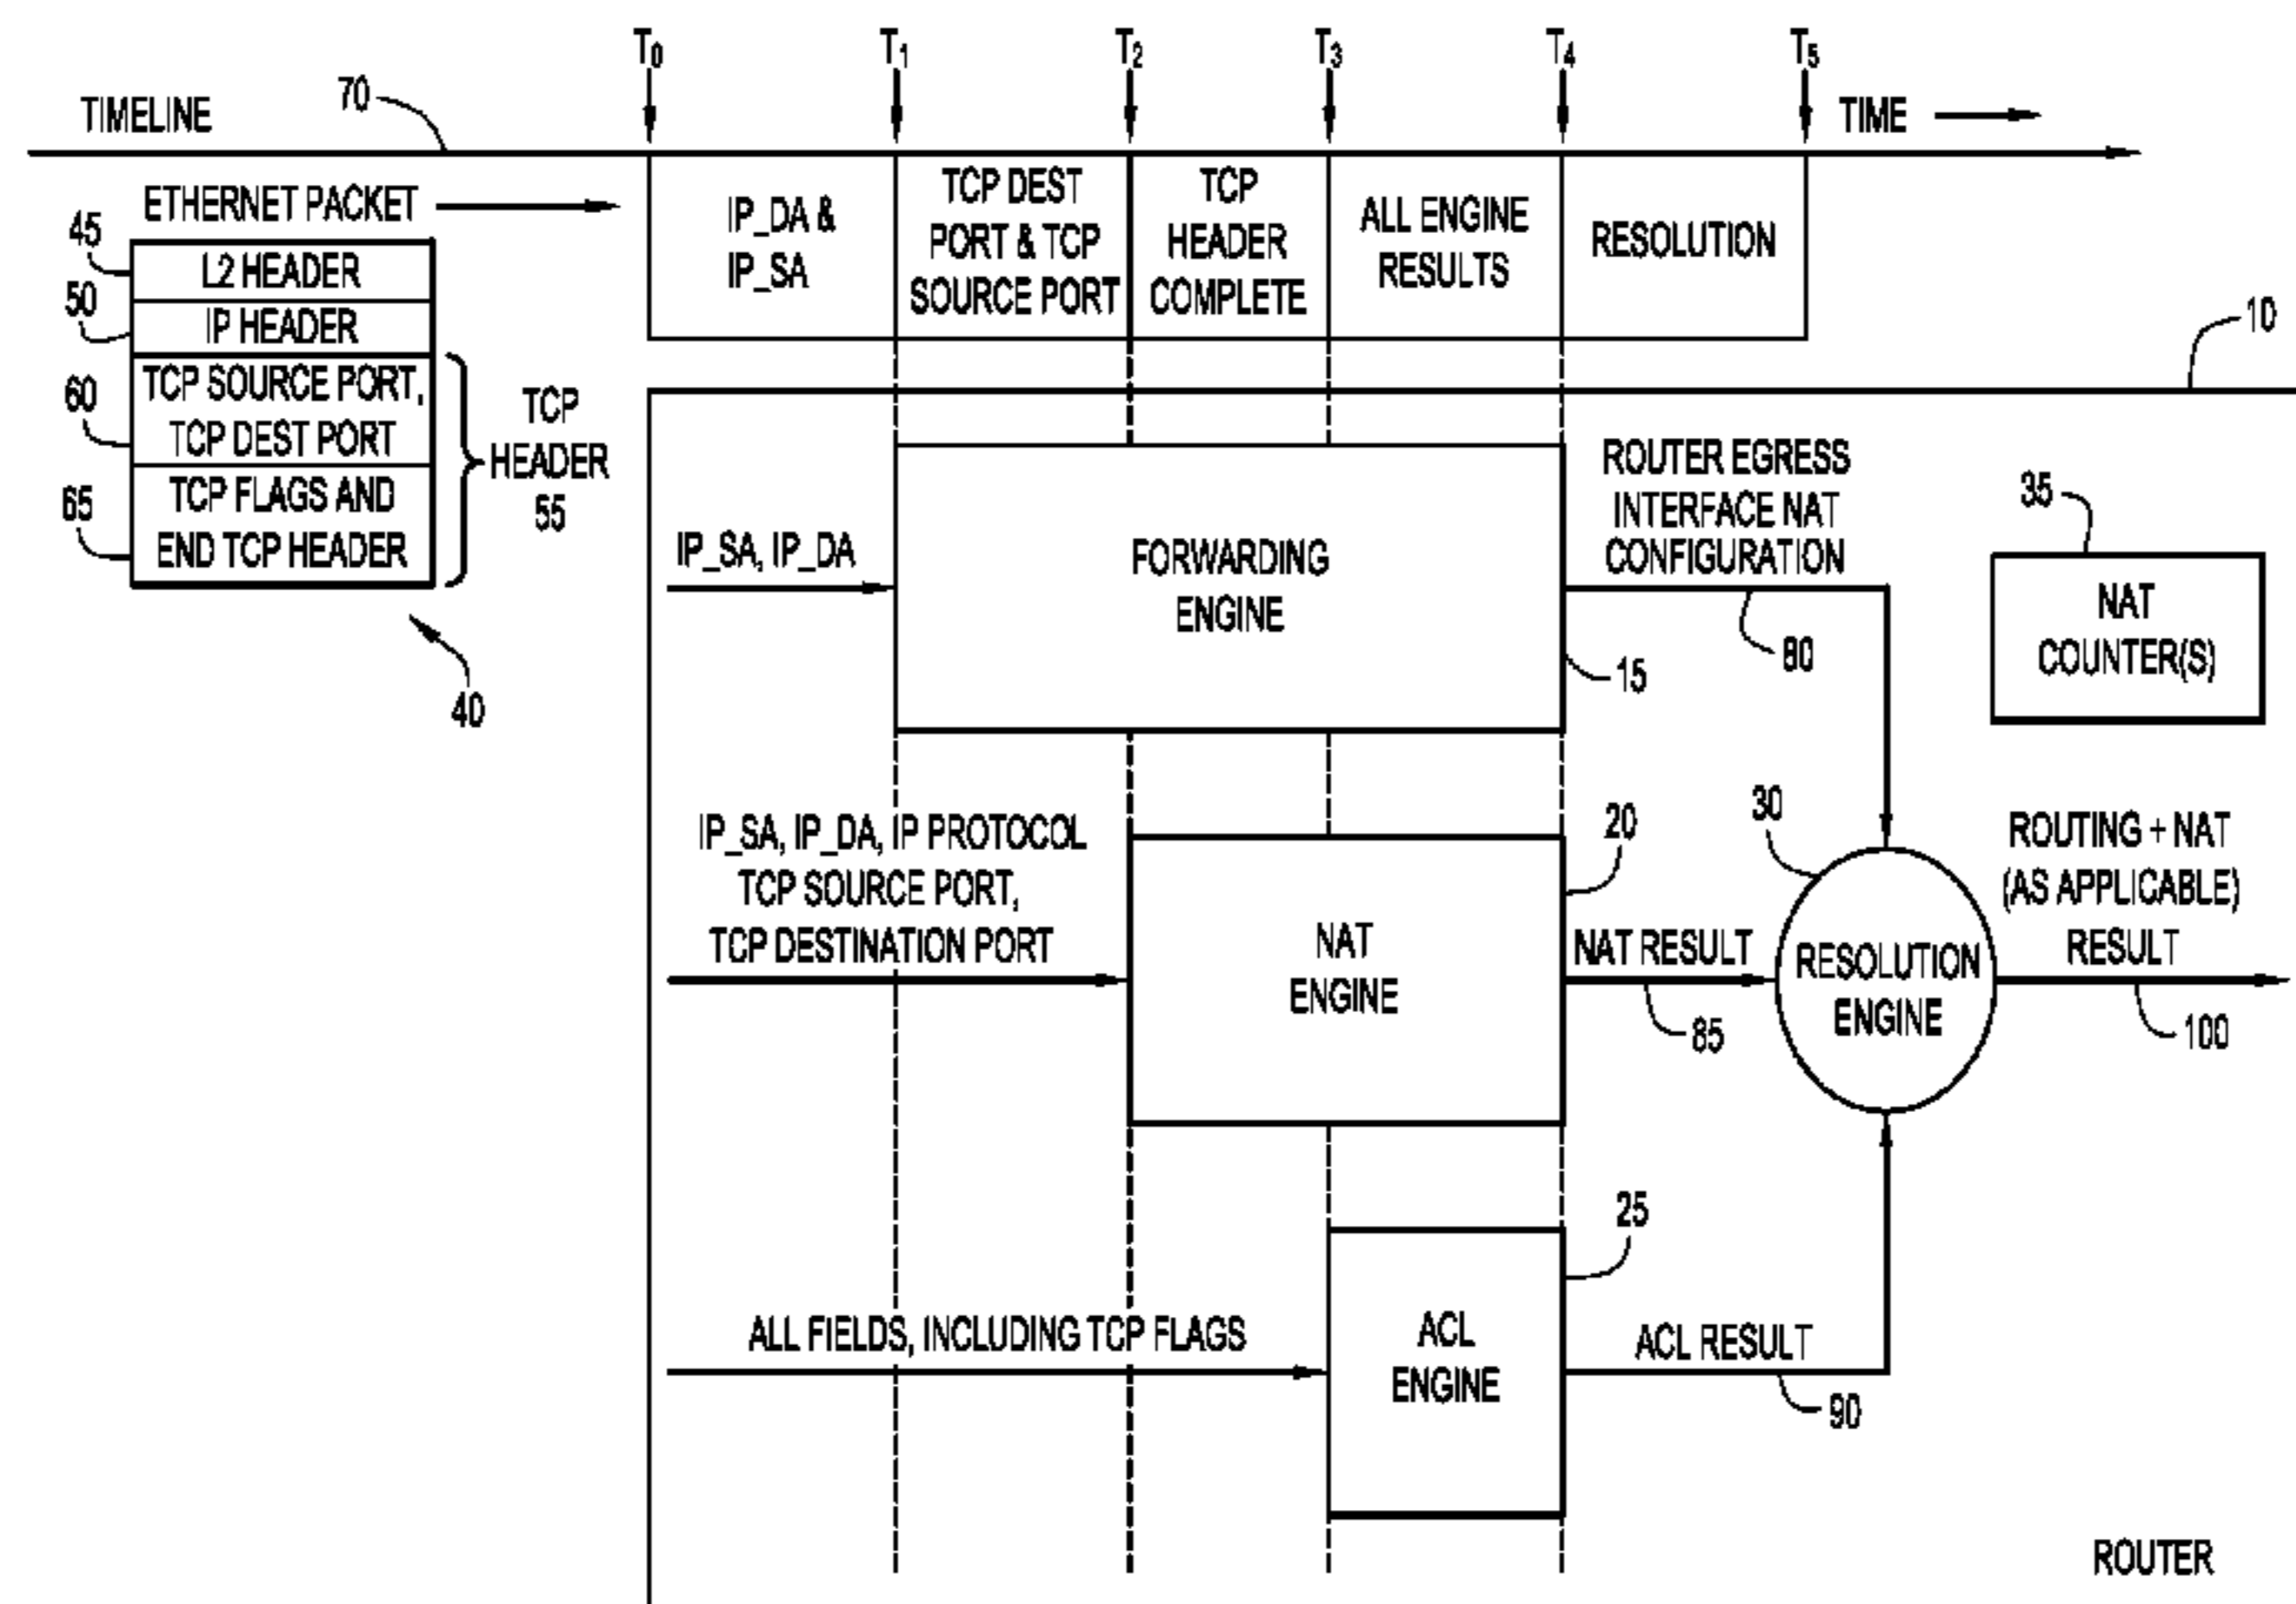 T0 T1 T2 T3 T4 T5
TIMELINE
70
TIME
ETHERNET PACKET
45
L2 HEADER
50
IP HEADER
60
TCP SOURCE PORT,
TCP DEST PORT
65
TCP FLAGS AND
END TCP HEADER
TCP
HEADER
55
40
IP_DA &
IP_SA
TCP DEST
PORT & TCP
SOURCE PORT
TCP
HEADER
COMPLETE
ALL ENGINE
RESULTS
RESOLUTION
10
IP_SA, IP_DA
FORWARDING
ENGINE
15
ROUTER EGRESS
INTERFACE NAT
CONFIGURATION
80
35
NAT
COUNTER(S)
IP_SA, IP_DA, IP PROTOCOL
TCP SOURCE PORT,
TCP DESTINATION PORT
NAT
ENGINE
20
NAT RESULT
85
30
RESOLUTION
ENGINE
ROUTING + NAT
(AS APPLICABLE)
RESULT
100
ALL FIELDS, INCLUDING TCP FLAGS
ACL
ENGINE
25
ACL RESULT
90
ROUTER